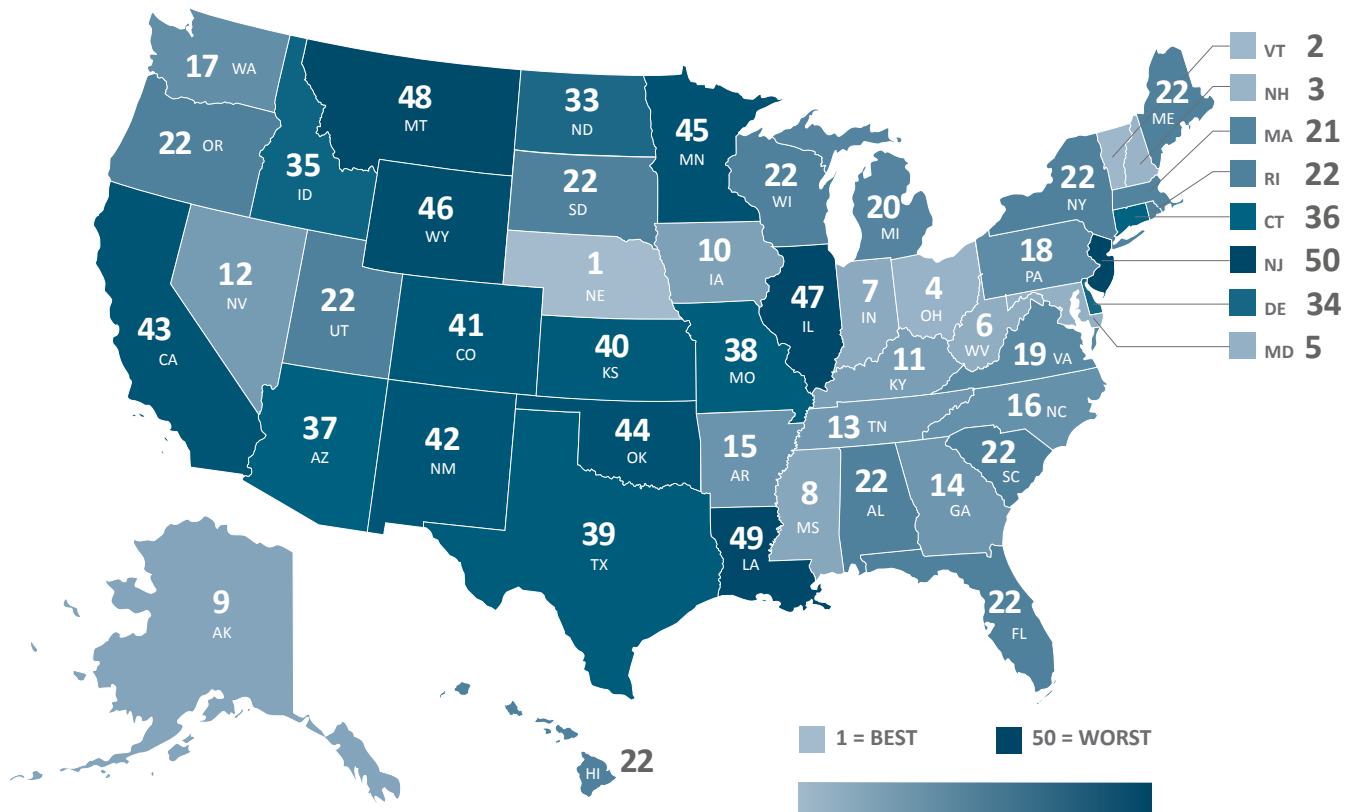 17 WA
22 OR
35
ID
48
MT
33
ND
45
MN
22
SD
22
WI
20
MI
46
WY
1
NE
10
IA
12
NV
22
UT
43
CA
41
CO
40
KS
38
MO
47
IL
7
IN
4
OH
6
WV
18
PA
22
NY
22
ME
19 VA
11
KY
16 NC
13 TN
37
AZ
42
NM
44
OK
15
AR
22
SC
14
GA
22
AL
8
MS
39
TX
49
LA
22
FL
9
AK
HI 22
VT 2
NH 3
MA 21
RI 22
CT 36
NJ 50
DE 34
MD 5
1 = BEST
50 = WORST